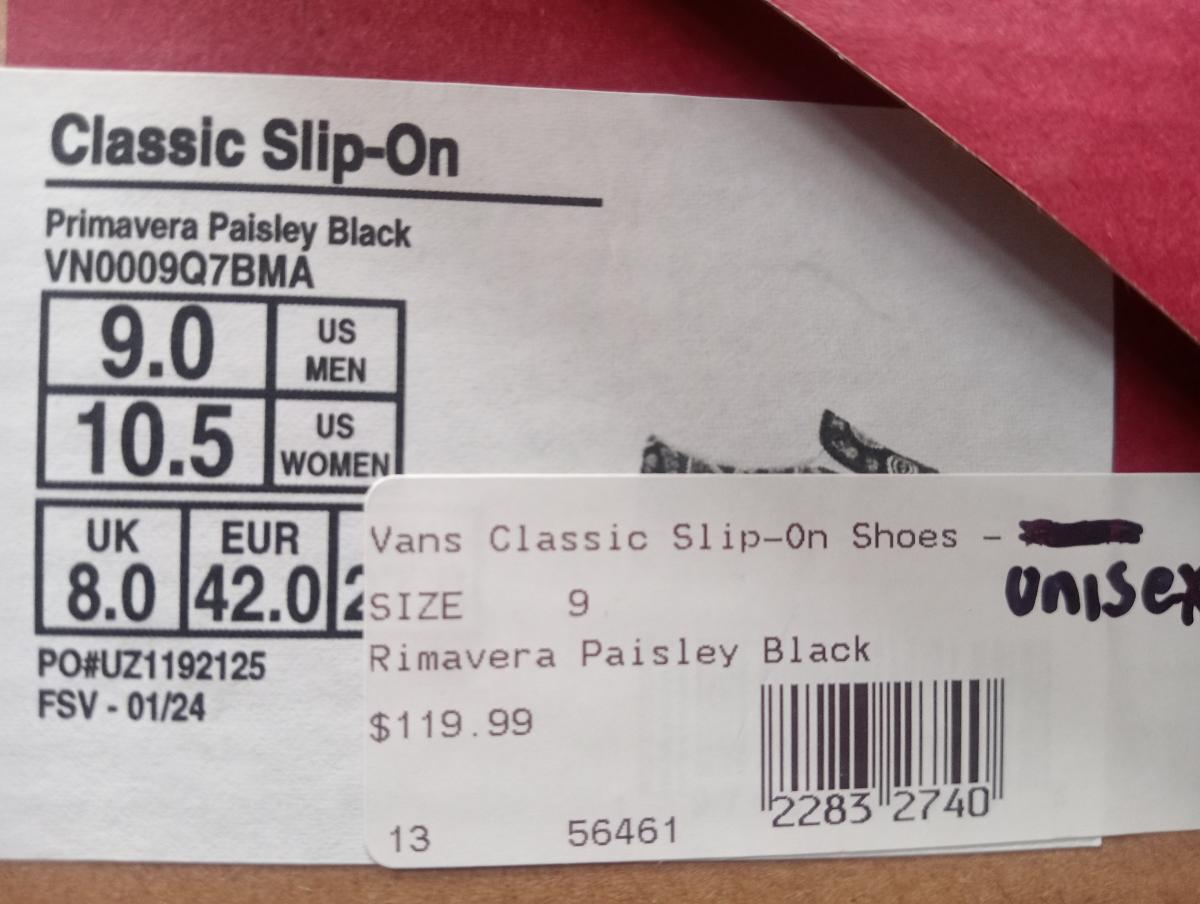 Classic Slip-On
Primavera Paisley Black
VN0009Q7BMA
9.0 US MEN
10.5 US WOMEN
UK EUR
8.0 42.0 2
PO#UZ1192125
FSV - 01/24
Vans Classic Slip-On Shoes -
unisex
SIZE 9
Rimavera Paisley Black
$119.99
2283 2740
13 56461